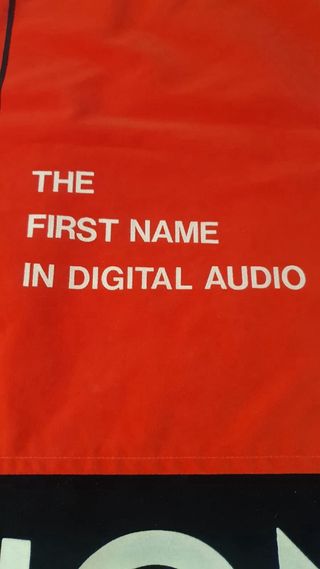 THE
FIRST NAME
IN DIGITAL AUDIO